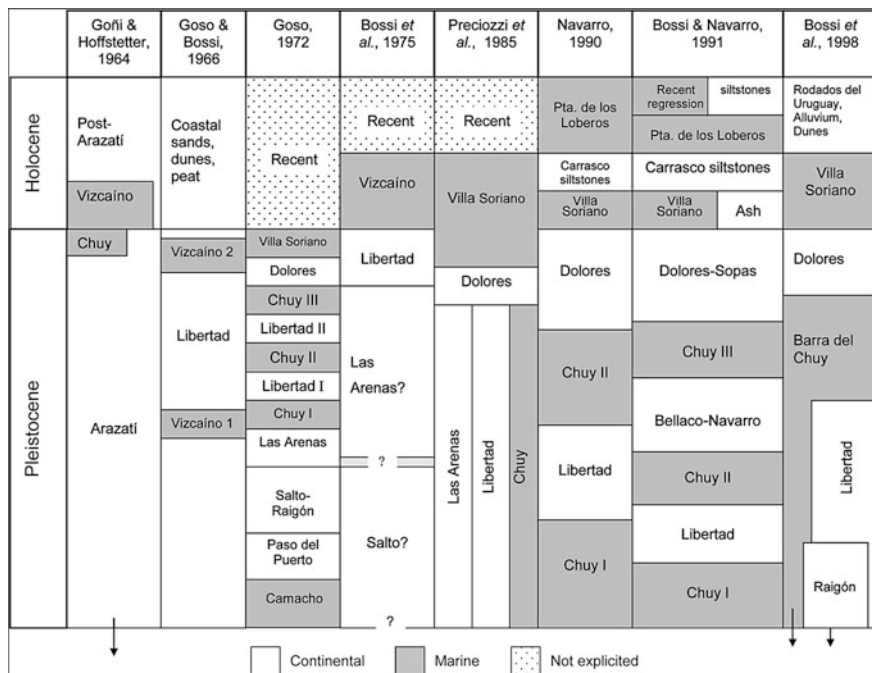 Goñi &
Hoffstetter,
1964
Goso &
Bossi,
1966
Goso,
1972
Bossi et
al., 1975
Preciozzi et
al., 1985
Navarro,
1990
Bossi & Navarro,
1991
Bossi et
al. 1998
Holocene
Post-
Arazatí
Vizcaíno
Coastal
sands,
dunes,
peat
Recent
Recent
Vizcaíno
Recent
Villa Soriano
Pta. de los
Loberos
Carrasco
siltstones
Villa
Soriano
Recent
regression
siltstones
Pta. de los Loberos
Carrasco siltstones
Villa
Soriano
Ash
Rodados del
Uruguay,
Alluvium,
Dunes
Villa
Soriano
Pleistocene
Chuy
Arazatí
Vizcaíno 2
Libertad
Vizcaíno 1
Villa Soriano
Dolores
Chuy III
Libertad II
Chuy II
Libertad I
Chuy I
Las Arenas
Salto-
Raigón
Paso del
Puerto
Camacho
Libertad
Las
Arenas?
?
Salto?
?
Dolores
Las Arenas
Libertad
Chuy
Dolores
Chuy II
Libertad
Chuy I
Dolores-Sopas
Chuy III
Bellaco-Navarro
Chuy II
Libertad
Chuy I
Dolores
Barra del
Chuy
Libertad
Raigón
Continental
Marine
Not explicited